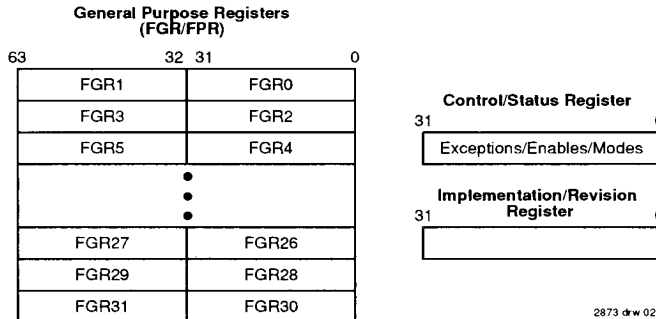 General Purpose Registers
(FGR/FPR)
63 32 31 0
FGR1 FGR0
FGR3 FGR2
FGR5 FGR4
FGR27 FGR26
FGR29 FGR28
FGR31 FGR30
Control/Status Register
31
Exceptions/Enables/Modes
Implementation/Revision
Register
31
2873 drw 02